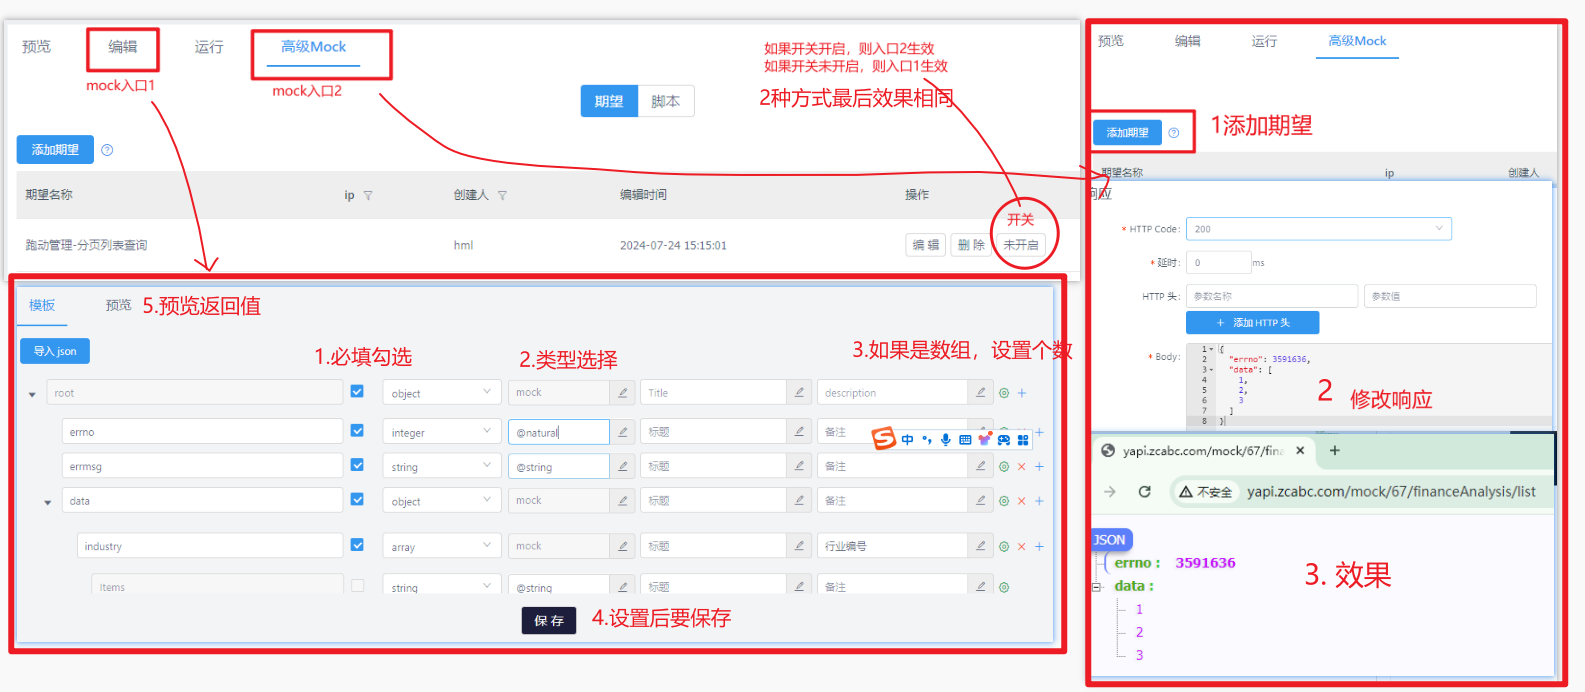 预览
编辑
运行
高级Mock
mock入口1
mock入口2
如果开关开启，则入口2生效
如果开关未开启，则入口1生效
2种方式最后效果相同
期望
脚本
添加期望
期望名称
ip
创建人
编辑时间
操作
开关
跑动管理-分页列表查询
hml
2024-07-24 15:15:01
编 辑
删 除
未开启
模板
预览
5.预览返回值
导入 json
1.必填勾选
2.类型选择
3.如果是数组，设置个数
root
object
mock
Title
description
errno
integer
@natural
标题
备注
中
errmsg
string
@string
标题
备注
data
object
mock
标题
备注
industry
array
mock
标题
行业编号
Items
string
@string
标题
备注
保 存
4.设置后要保存
预览
编辑
运行
高级Mock
添加期望
1添加期望
期望名称
ip
创建人
响应
* HTTP Code:
200
* 延时:
0
ms
HTTP 头:
参数名称
参数值
+ 添加 HTTP 头
* Body:
1 {
2 "errno": 3591636,
3 "data": [
4 1,
5 2,
6 3
7 ]
8 }
2 修改响应
yapi.zcabc.com/mock/67/fina
不安全
yapi.zcabc.com/mock/67/financeAnalysis/list
JSON
errno : 3591636
data :
1
2
3
3. 效果